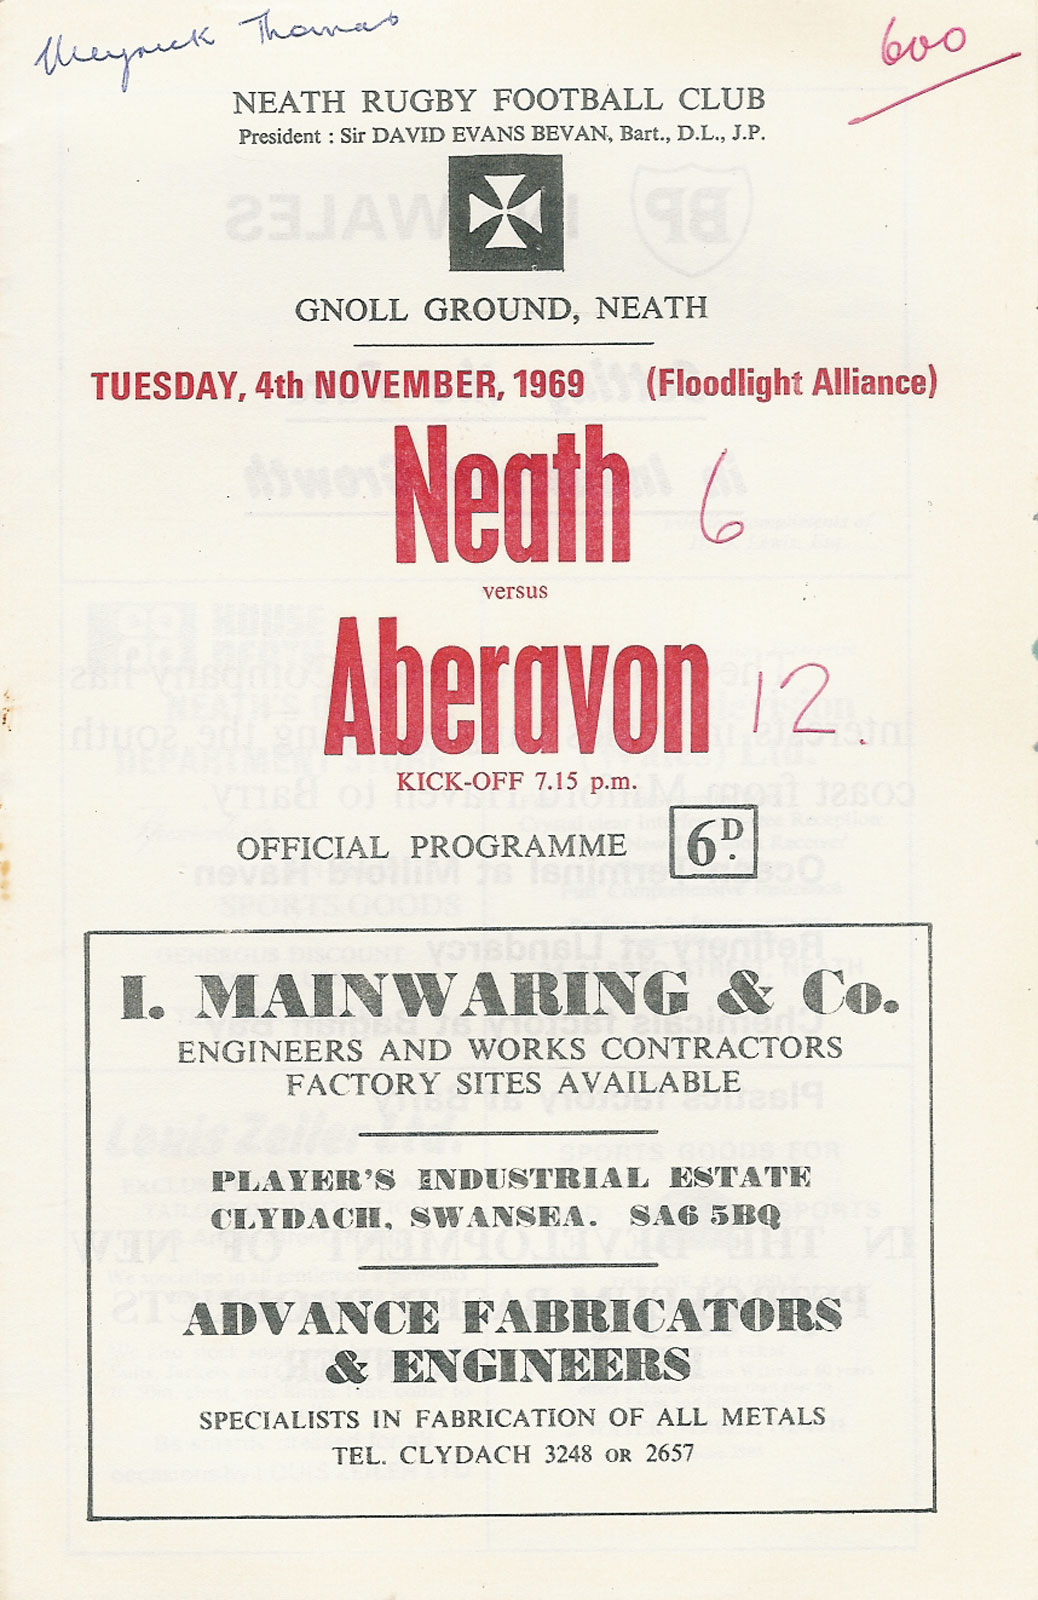 Meyrick Thomas
600
NEATH RUGBY FOOTBALL CLUB
President : Sir DAVID EVANS BEVAN, Bart., D.L., J.P.
GNOLL GROUND, NEATH
TUESDAY, 4th NOVEMBER, 1969 (Floodlight Alliance)
Neath 6
versus
Aberavon 12.
KICK-OFF 7.15 p.m.
OFFICIAL PROGRAMME 6D.
I. MAINWARING & Co.
ENGINEERS AND WORKS CONTRACTORS
FACTORY SITES AVAILABLE
PLAYER'S INDUSTRIAL ESTATE
CLYDACH, SWANSEA. SA6 5BQ
ADVANCE FABRICATORS
& ENGINEERS
SPECIALISTS IN FABRICATION OF ALL METALS
TEL. CLYDACH 3248 OR 2657